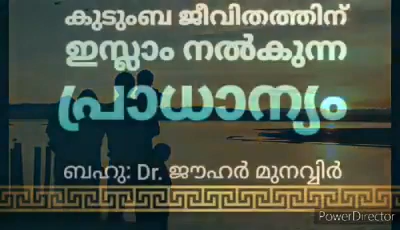 കുടുംബ ജീവിതത്തിന്
ഇസ്ലാം നൽകുന്ന
പ്രാധാന്യം
ബഹു: Dr. ജൗഹർ മുനവ്വിർ
PowerDirector